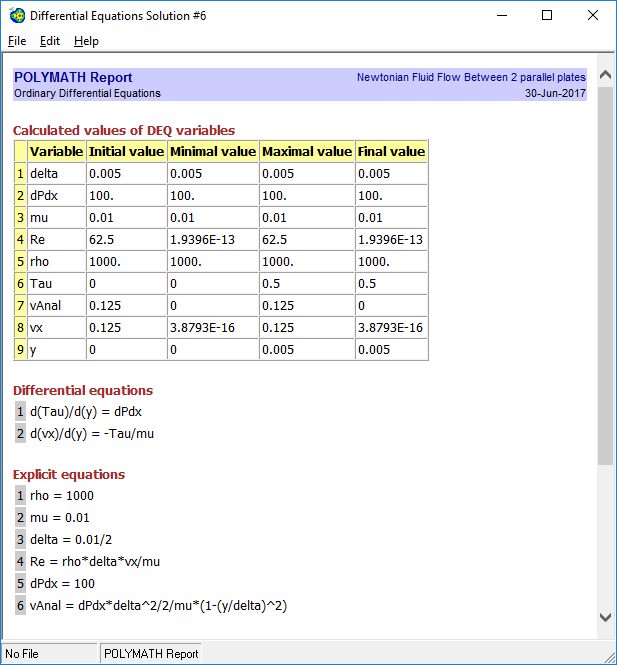 Differential Equations Solution #6
File Edit Help
POLYMATH Report Newtonian Fluid Flow Between 2 parallel plates
Ordinary Differential Equations 30-Jun-2017
Calculated values of DEQ variables
Variable Initial value Minimal value Maximal value Final value
1 delta 0.005 0.005 0.005 0.005
2 dPdx 100. 100. 100. 100.
3 mu 0.01 0.01 0.01 0.01
4 Re 62.5 1.9396E-13 62.5 1.9396E-13
5 rho 1000. 1000. 1000. 1000.
6 Tau 0 0 0.5 0.5
7 vAnal 0.125 0 0.125 0
8 vx 0.125 3.8793E-16 0.125 3.8793E-16
9 y 0 0 0.005 0.005
Differential equations
1 d(Tau)/d(y) = dPdx
2 d(vx)/d(y) = -Tau/mu
Explicit equations
1 rho = 1000
2 mu = 0.01
3 delta = 0.01/2
4 Re = rho*delta*vx/mu
5 dPdx = 100
6 vAnal = dPdx*delta^2/2/mu*(1-(y/delta)^2)
No File POLYMATH Report